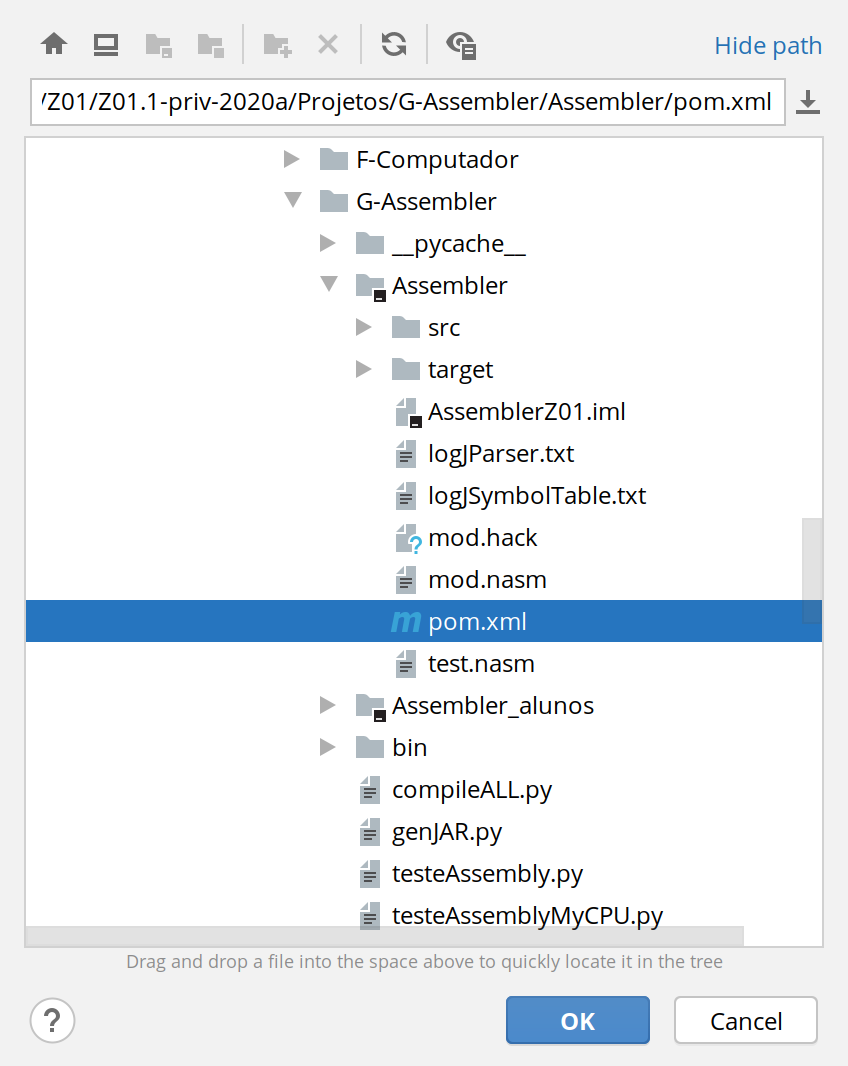 Hide path
/Z01/Z01.1-priv-2020a/Projetos/G-Assembler/Assembler/pom.xml
F-Computador
G-Assembler
__pycache__
Assembler
src
target
AssemblerZ01.iml
logJParser.txt
logJSymbolTable.txt
mod.hack
mod.nasm
m pom.xml
test.nasm
Assembler_alunos
bin
compileALL.py
genJAR.py
testeAssembly.py
testeAssemblyMyCPU.py
Drag and drop a file into the space above to quickly locate it in the tree
? OK Cancel